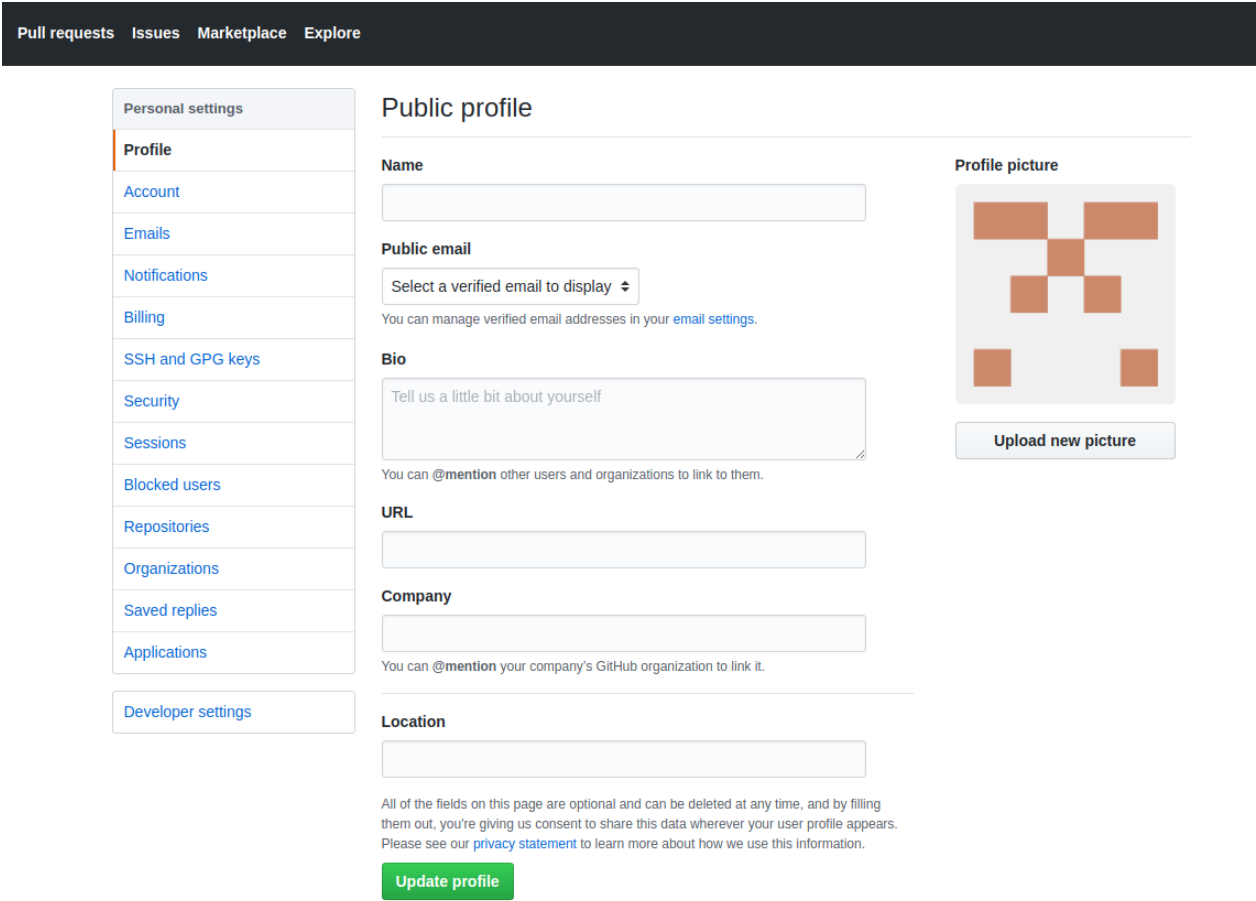 Pull requests Issues Marketplace Explore
Personal settings
Profile
Account
Emails
Notifications
Billing
SSH and GPG keys
Security
Sessions
Blocked users
Repositories
Organizations
Saved replies
Applications
Developer settings
Public profile
Name
Public email
Select a verified email to display
You can manage verified email addresses in your email settings.
Bio
Tell us a little bit about yourself
You can @mention other users and organizations to link to them.
URL
Company
You can @mention your company's GitHub organization to link it.
Location
All of the fields on this page are optional and can be deleted at any time, and by filling
them out, you're giving us consent to share this data wherever your user profile appears.
Please see our privacy statement to learn more about how we use this information.
Update profile
Profile picture
Upload new picture